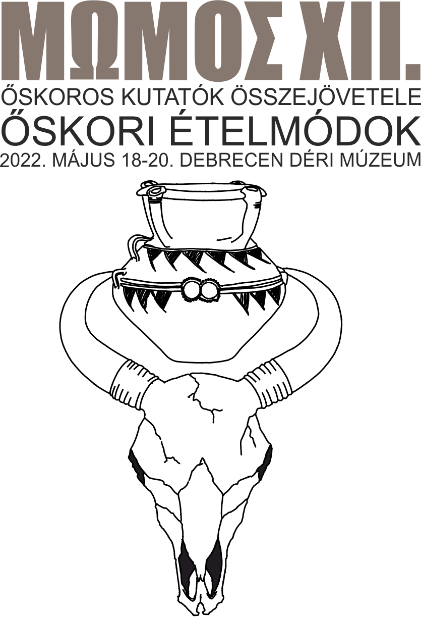 ΜΩΜΟΣ XII.
ŐSKOROS KUTATÓK ÖSSZEJÖVETELE
ŐSKORI ÉTELMÓDOK
2022. MÁJUS 18-20. DEBRECEN DÉRI MÚZEUM